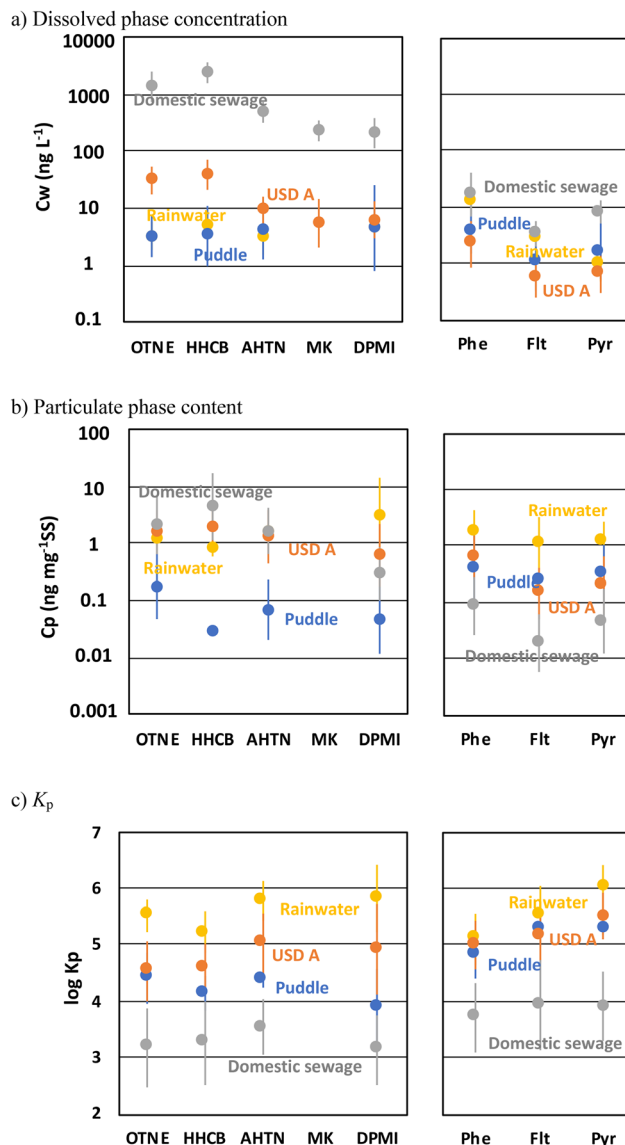 a) Dissolved phase concentration
10000
1000
100
10
1
0.1
Cw (ng L-1)
Domestic sewage
USD A
Rainwater
Puddle
OTNE HHCB AHTN MK DPMI
Domestic sewage
Puddle
Rainwater
USD A
Phe Flt Pyr
b) Particulate phase content
100
10
1
0.1
0.01
0.001
Cp (ng mg-1SS)
Domestic sewage
USD A
Rainwater
Puddle
OTNE HHCB AHTN MK DPMI
Rainwater
Puddle
USD A
Domestic sewage
Phe Flt Pyr
c) Kp
7
6
5
4
3
2
log Kp
Rainwater
USD A
Puddle
Domestic sewage
OTNE HHCB AHTN MK DPMI
Rainwater
USD A
Puddle
Domestic sewage
Phe Flt Pyr